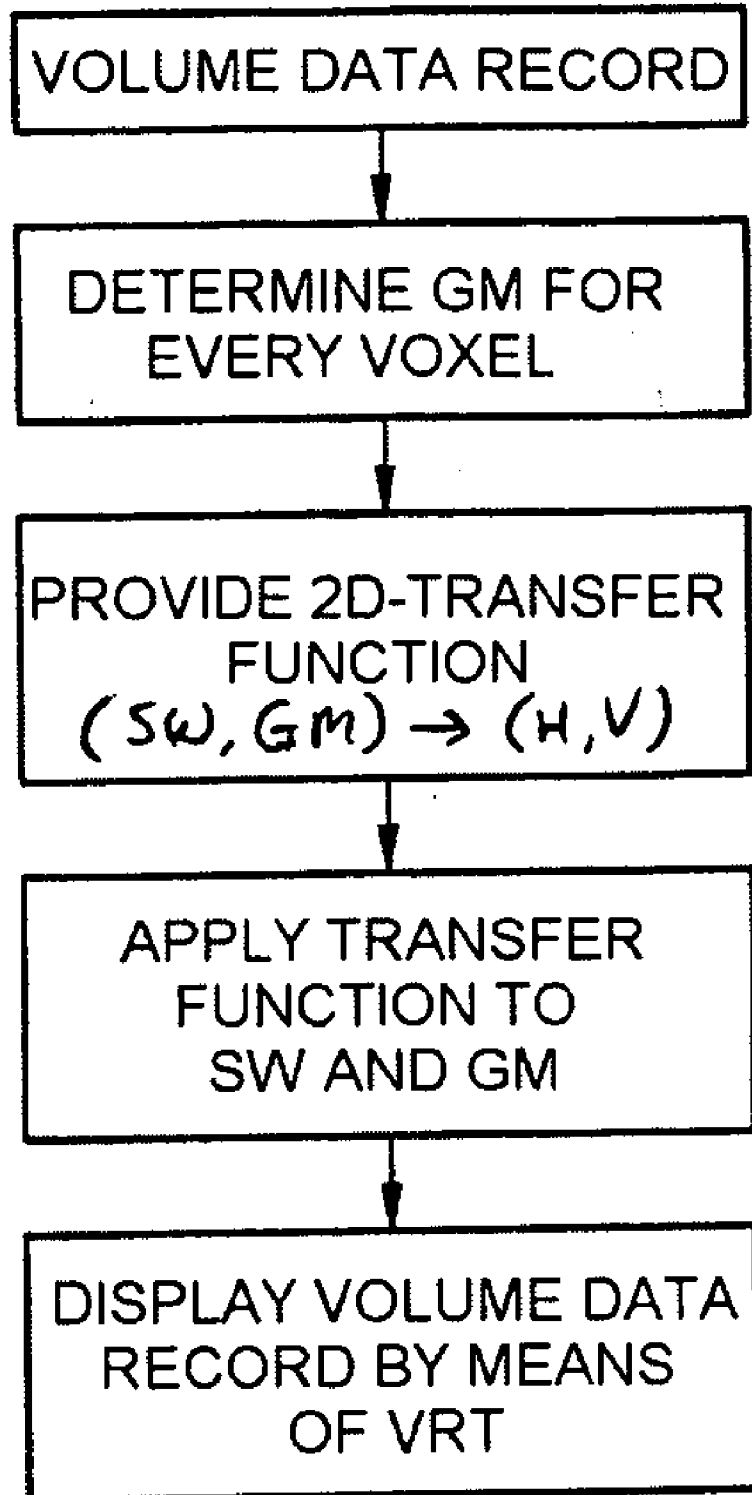 VOLUME DATA RECORD
DETERMINE GM FOR
EVERY VOXEL
PROVIDE 2D-TRANSFER
FUNCTION
(SW, GM) → (H, V)
APPLY TRANSFER
FUNCTION TO
SW AND GM
DISPLAY VOLUME DATA
RECORD BY MEANS
OF VRT